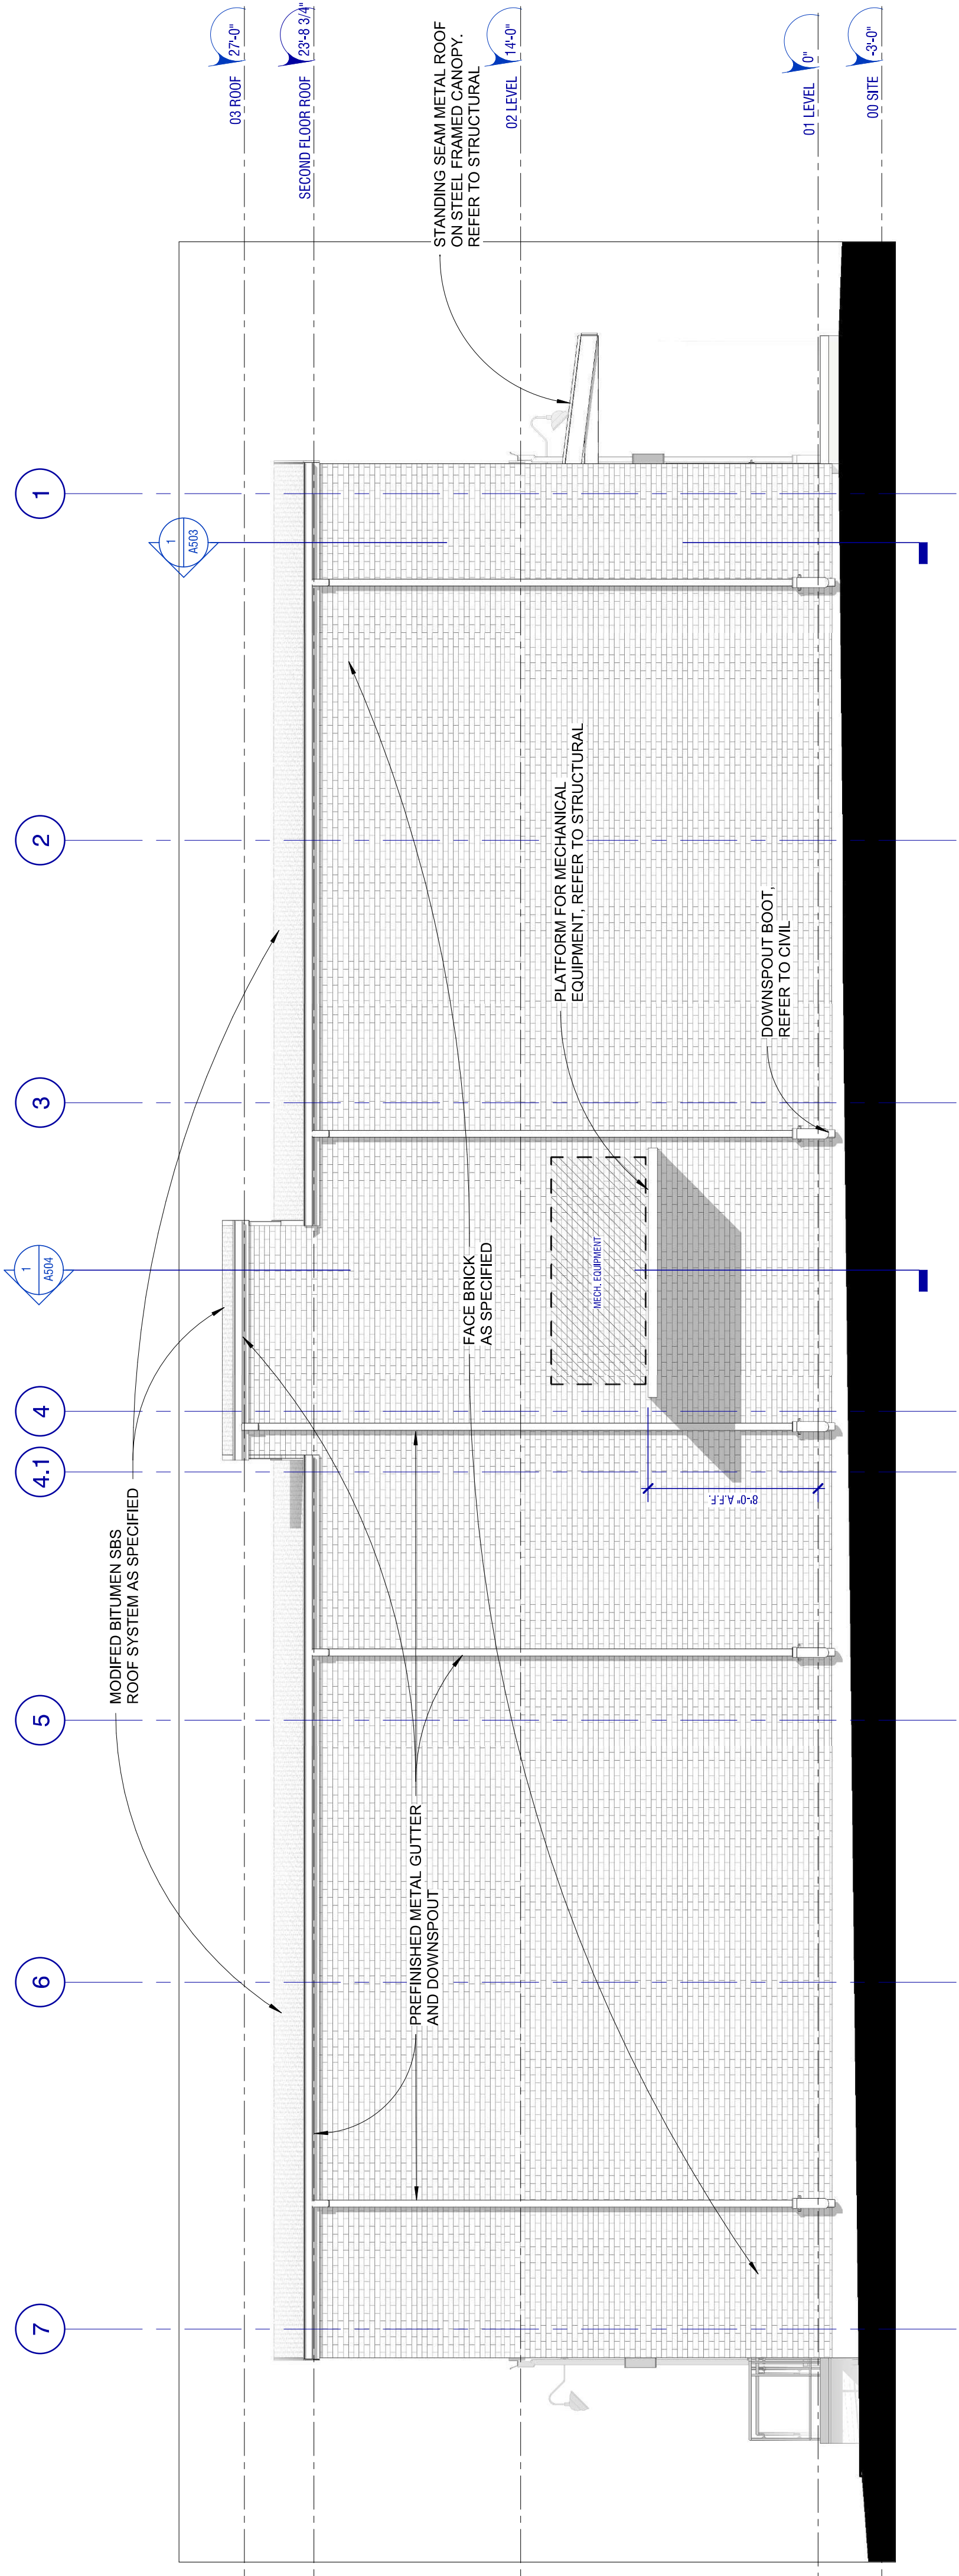 7
6
5
4.1
4
3
2
1
1
A504
1
A503
MODIFED BITUMEN SBS
ROOF SYSTEM AS SPECIFIED
03 ROOF
27'-0"
SECOND FLOOR ROOF
23'-8 3/4"
02 LEVEL
14'-0"
01 LEVEL
0"
00 SITE
-3'-0"
STANDING SEAM METAL ROOF
ON STEEL FRAMED CANOPY.
REFER TO STRUCTURAL
PREFINISHED METAL GUTTER
AND DOWNSPOUT
FACE BRICK
AS SPECIFIED
PLATFORM FOR MECHANICAL
EQUIPMENT, REFER TO STRUCTURAL
MECH. EQUIPMENT
8'-0" A.F.F.
DOWNSPOUT BOOT,
REFER TO CIVIL